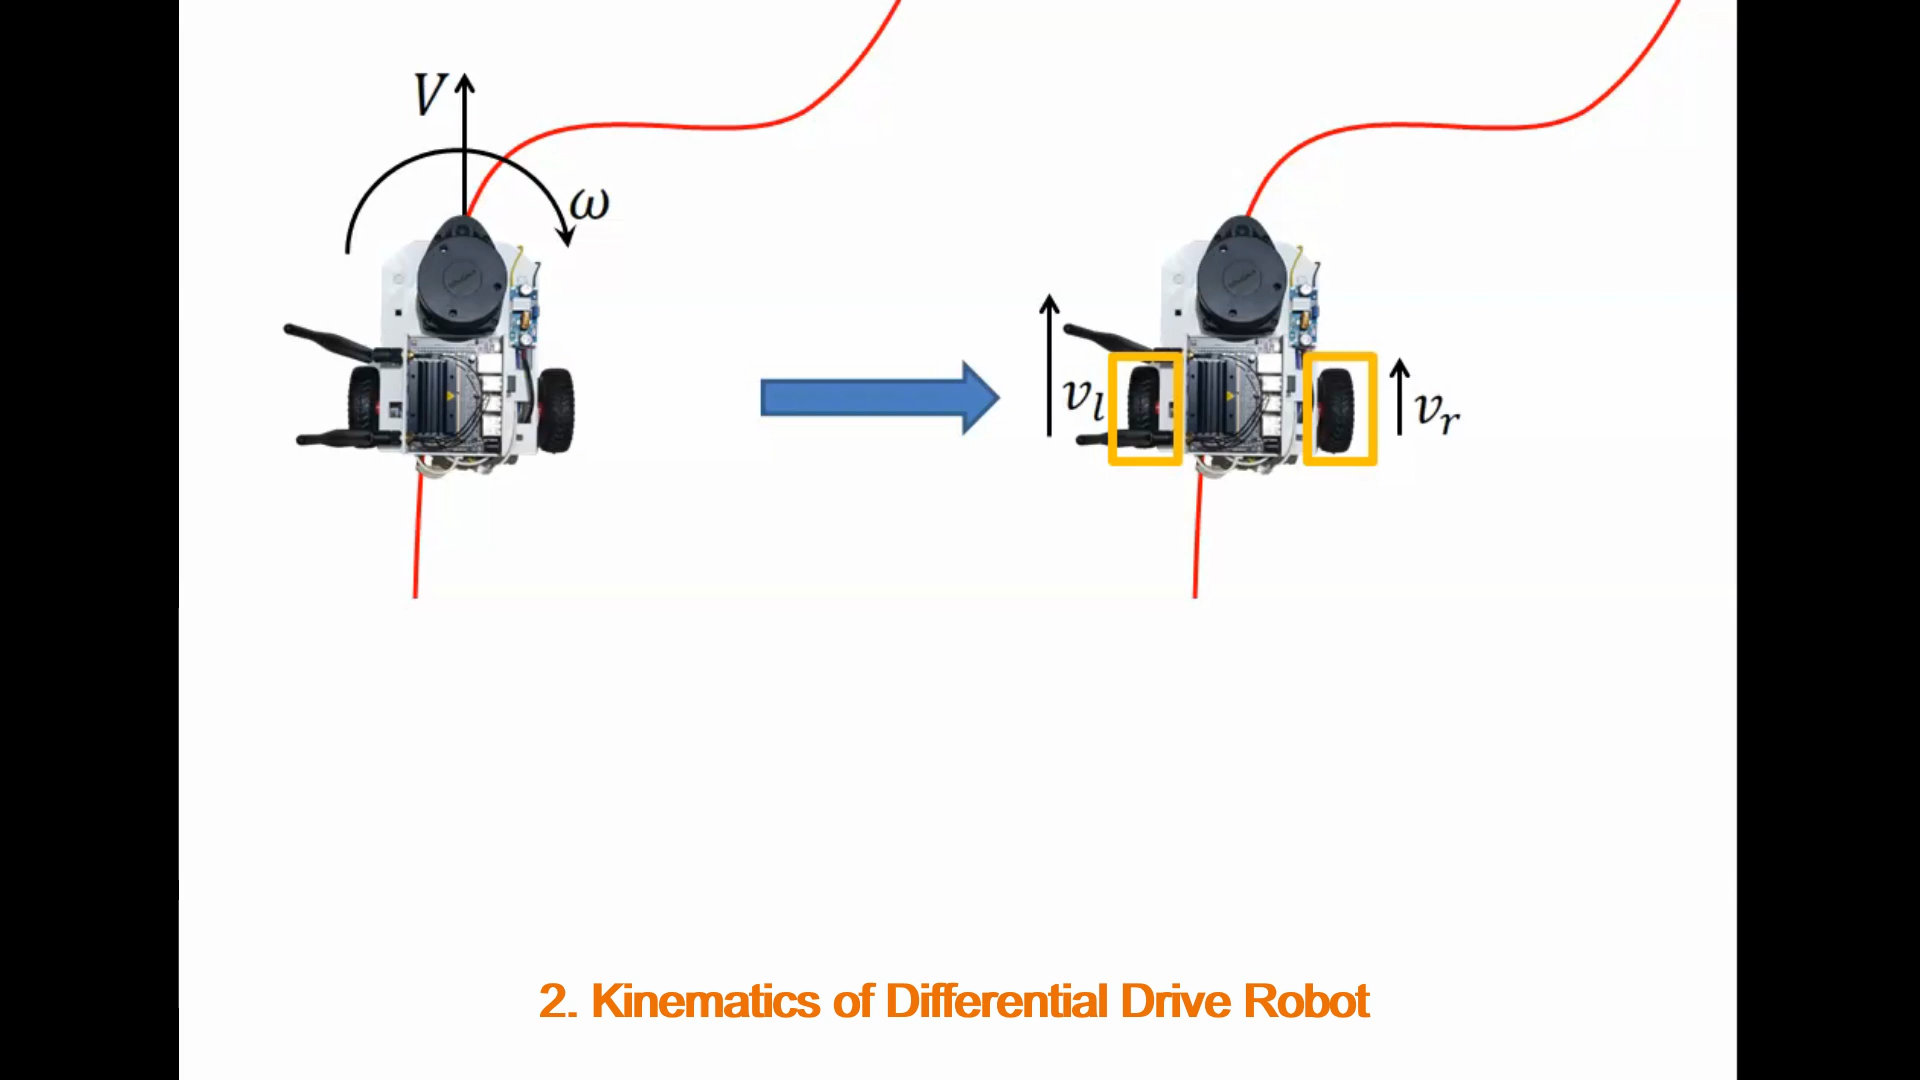 V
ω
v_l
v_r
2. Kinematics of Differential Drive Robot